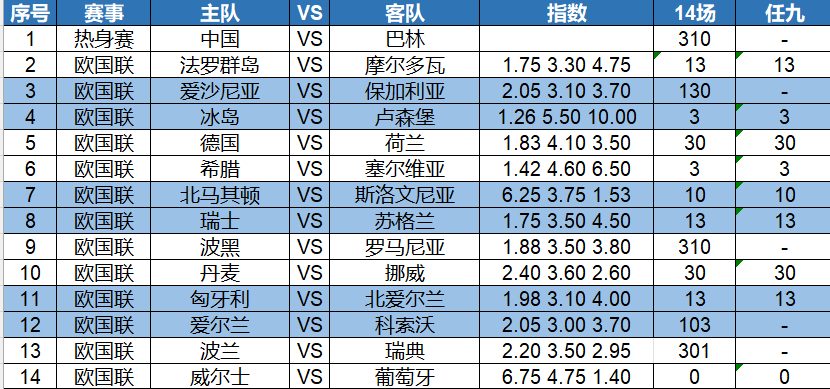 序号 赛事 主队 VS 客队 指数 14场 任九
1 热身赛 中国 VS 巴林 310 -
2 欧国联 法罗群岛 VS 摩尔多瓦 1.75 3.30 4.75 13 13
3 欧国联 爱沙尼亚 VS 保加利亚 2.05 3.10 3.70 130 -
4 欧国联 冰岛 VS 卢森堡 1.26 5.50 10.00 3 3
5 欧国联 德国 VS 荷兰 1.83 4.10 3.50 30 30
6 欧国联 希腊 VS 塞尔维亚 1.42 4.60 6.50 3 3
7 欧国联 北马其顿 VS 斯洛文尼亚 6.25 3.75 1.53 10 10
8 欧国联 瑞士 VS 苏格兰 1.75 3.50 4.50 13 13
9 欧国联 波黑 VS 罗马尼亚 1.88 3.50 3.80 310 -
10 欧国联 丹麦 VS 挪威 2.40 3.60 2.60 30 30
11 欧国联 匈牙利 VS 北爱尔兰 1.98 3.10 4.00 13 13
12 欧国联 爱尔兰 VS 科索沃 2.05 3.00 3.70 103 -
13 欧国联 波兰 VS 瑞典 2.20 3.50 2.95 301 -
14 欧国联 威尔士 VS 葡萄牙 6.75 4.75 1.40 0 0